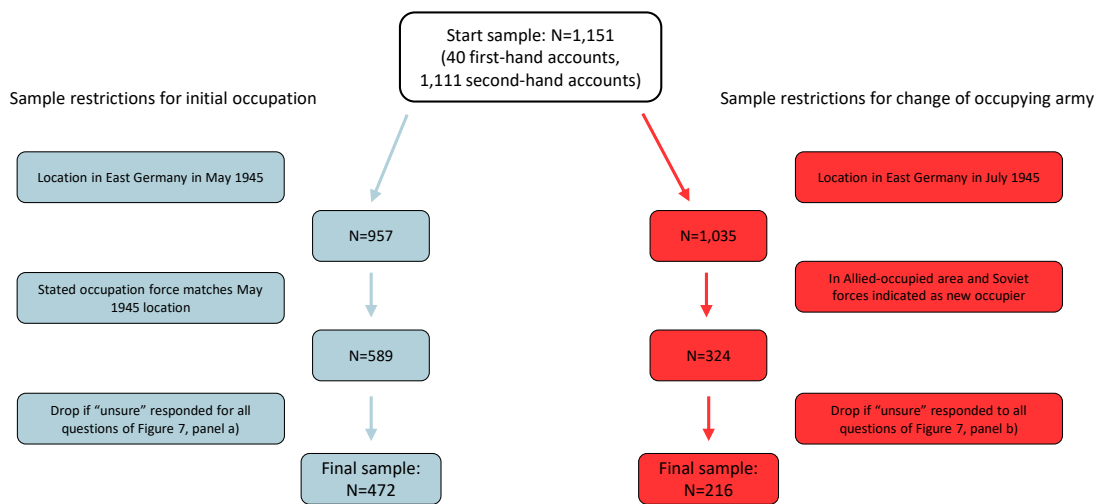 Start sample: N=1,151
(40 first-hand accounts,
1,111 second-hand accounts)
Sample restrictions for initial occupation
Sample restrictions for change of occupying army
Location in East Germany in May 1945
Location in East Germany in July 1945
N=957
N=1,035
Stated occupation force matches May
1945 location
In Allied-occupied area and Soviet
forces indicated as new occupier
N=589
N=324
Drop if “unsure” responded for all
questions of Figure 7, panel a)
Drop if “unsure” responded to all
questions of Figure 7, panel b)
Final sample:
N=472
Final sample:
N=216